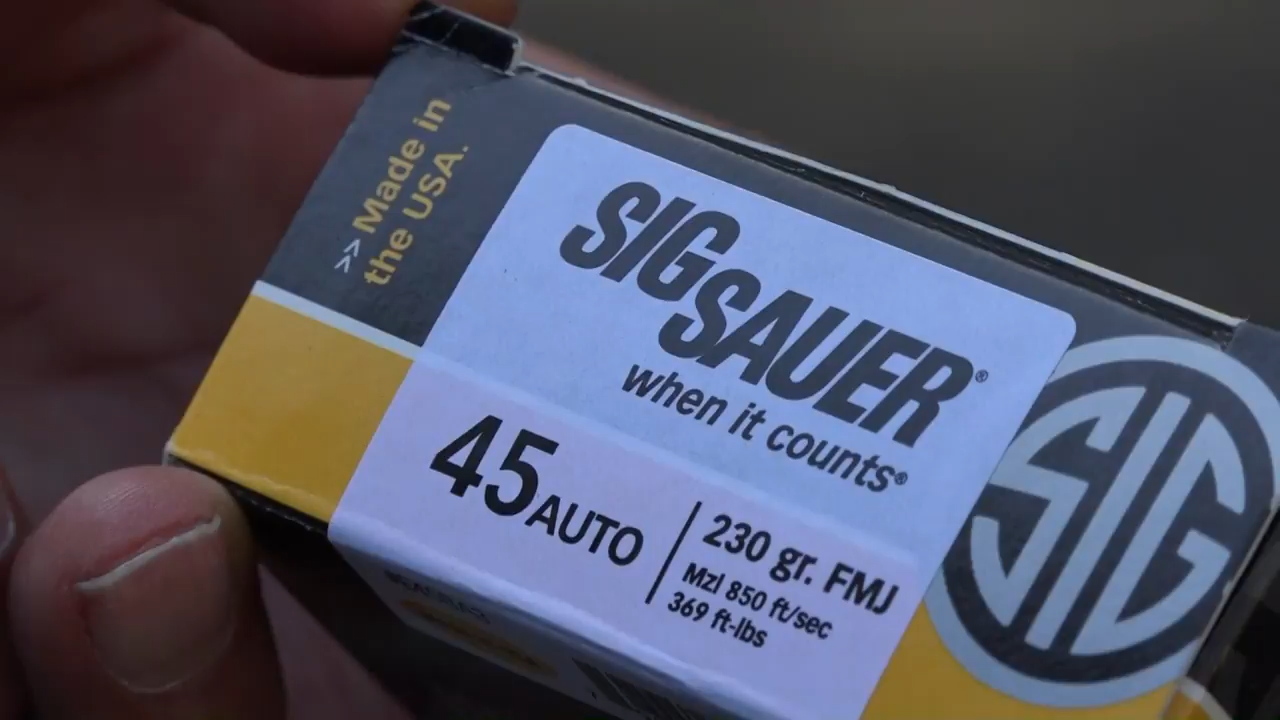 >> Made in
the USA.
SIG
SAUER®
when it counts®
45 AUTO
230 gr. FMJ
Mzl 850 ft/sec
369 ft-lbs
SIG